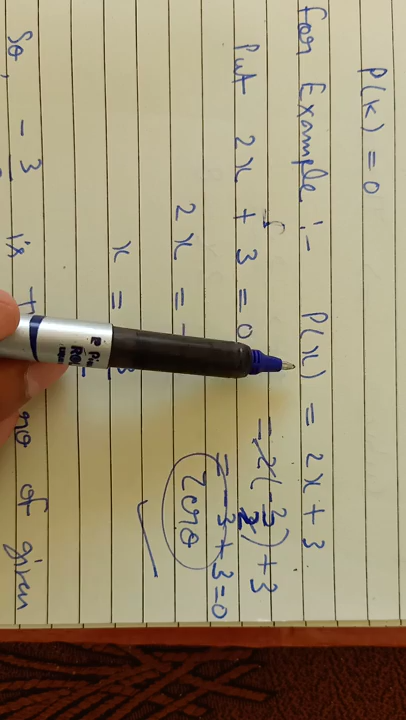 P(k) = 0
For Example :- P(x) = 2x + 3
Put 2x + 3 = 0
= 2(-3/2) + 3
2x = -
= -3 + 3 = 0
x =
Zero
So, -3 is of given